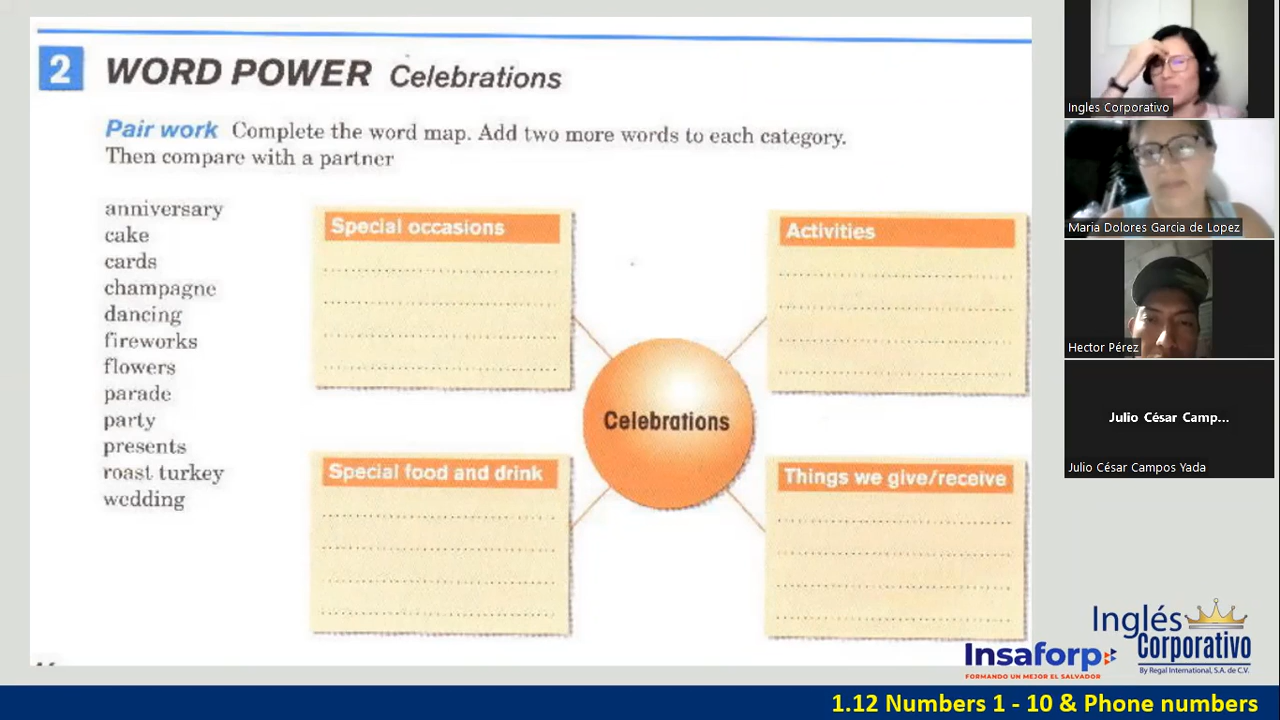 2 WORD POWER Celebrations
Pair work Complete the word map. Add two more words to each category.
Then compare with a partner
anniversary
cake
cards
champagne
dancing
fireworks
flowers
parade
party
presents
roast turkey
wedding
Special occasions
Activities
Celebrations
Special food and drink
Things we give/receive
Ingles Corporativo
Maria Dolores Garcia de Lopez
Hector Pérez
Julio César Camp...
Julio César Campos Yada
Insaforp
FORMANDO UN MEJOR EL SALVADOR
Inglés
Corporativo
By Regal International, S.A. de C.V.
1.12 Numbers 1 - 10 & Phone numbers